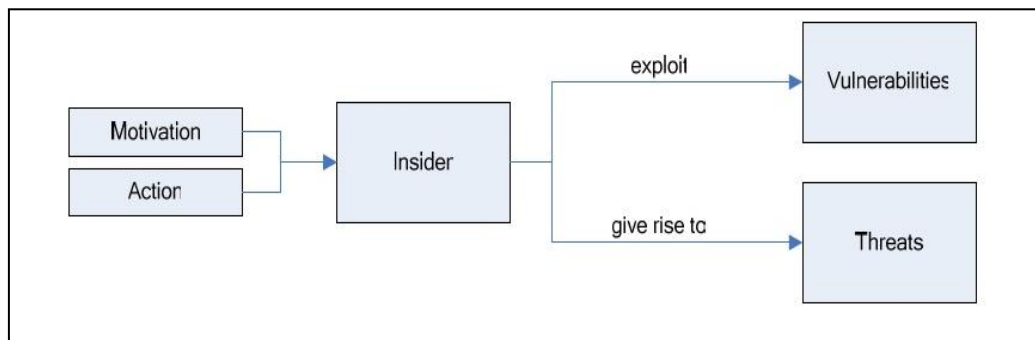 Motivation
Action
Insider
exploit
give rise to
Vulnerabilities
Threats